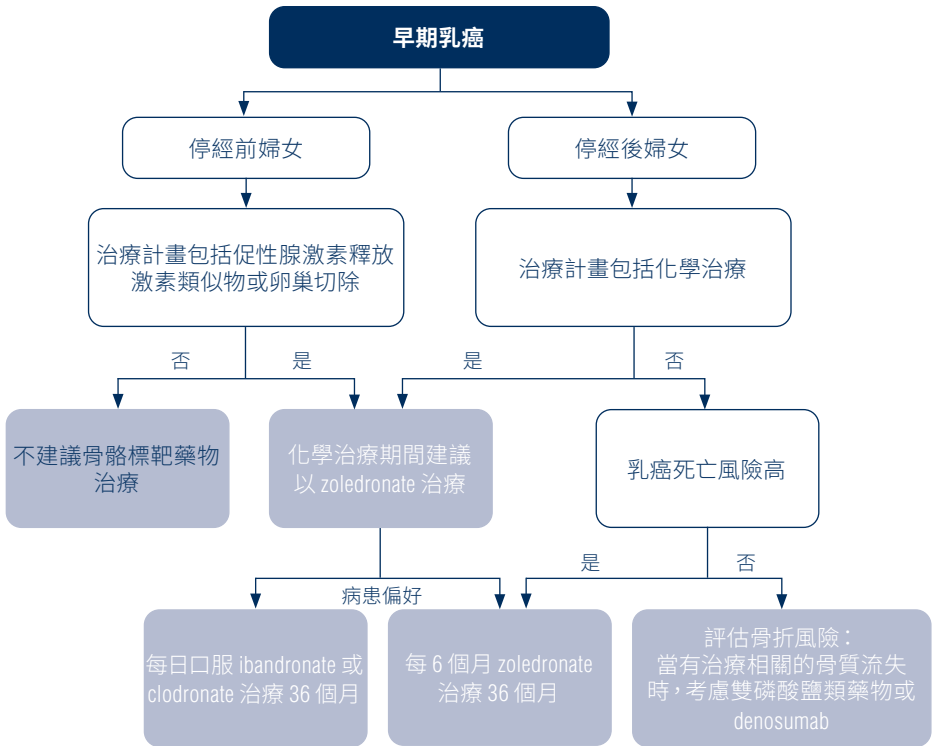 早期乳癌
停經前婦女
停經後婦女
治療計畫包括促性腺激素釋放
激素類似物或卵巢切除
治療計畫包括化學治療
否
是
是
否
不建議骨骼標靶藥物
治療
化學治療期間建議
以 zoledronate 治療
乳癌死亡風險高
病患偏好
是
否
每日口服 ibandronate 或
clodronate 治療 36 個月
每 6 個月 zoledronate
治療 36 個月
評估骨折風險：
當有治療相關的骨質流失
時，考慮雙磷酸鹽類藥物或
denosumab